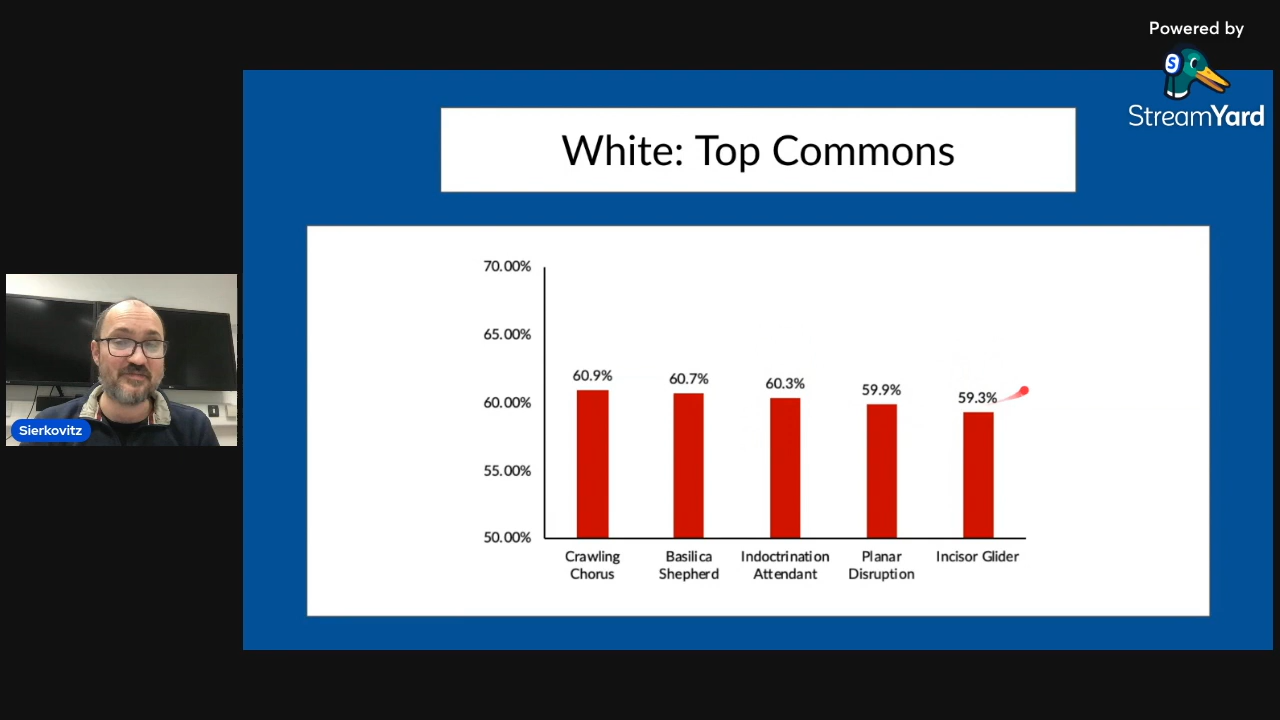 Powered by
StreamYard
White: Top Commons
70.00%
65.00%
60.00%
55.00%
50.00%
60.9%
60.7%
60.3%
59.9%
59.3%
Crawling
Chorus
Basilica
Shepherd
Indoctrination
Attendant
Planar
Disruption
Incisor Glider
Sierkovitz